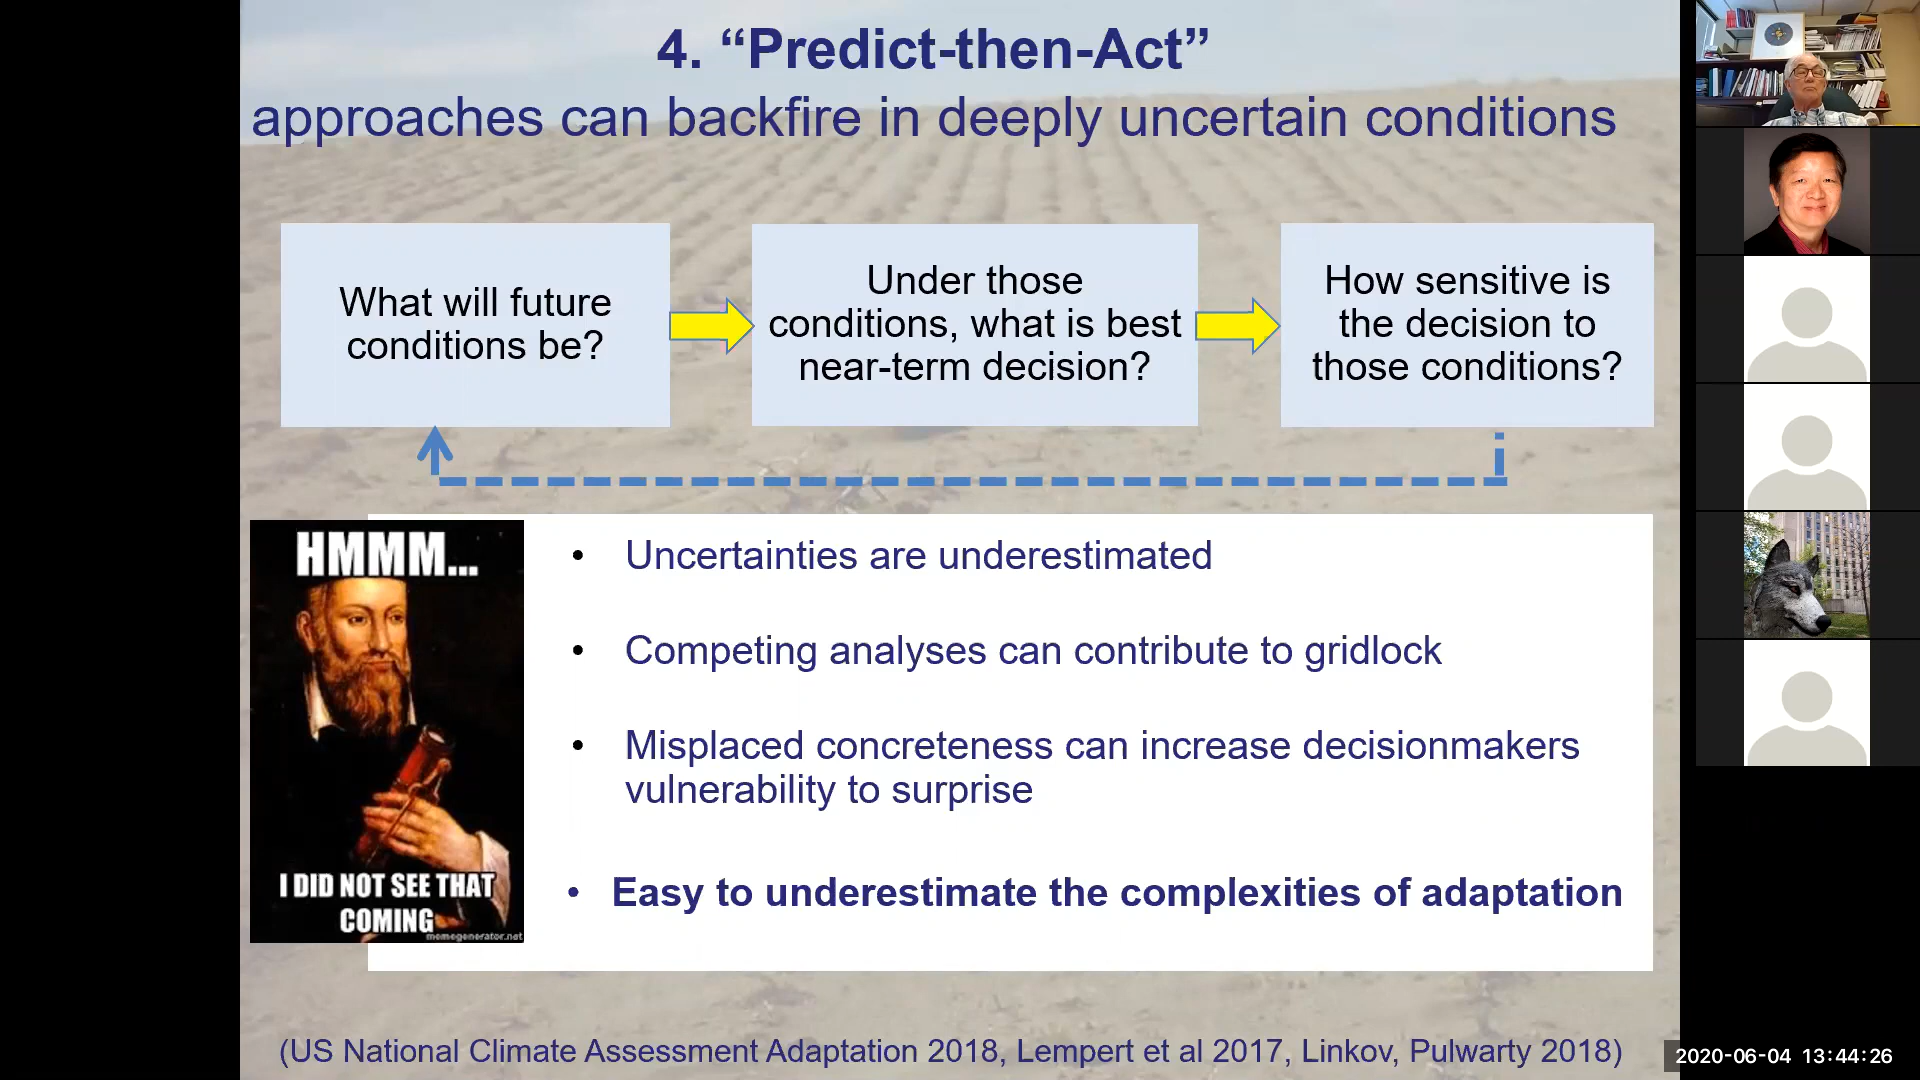 4. “Predict-then-Act”
approaches can backfire in deeply uncertain conditions
What will future
conditions be?
Under those
conditions, what is best
near-term decision?
How sensitive is
the decision to
those conditions?
HMMM...
I DID NOT SEE THAT
COMING
memegenerator.net
• Uncertainties are underestimated
• Competing analyses can contribute to gridlock
• Misplaced concreteness can increase decisionmakers
vulnerability to surprise
• Easy to underestimate the complexities of adaptation
(US National Climate Assessment Adaptation 2018, Lempert et al 2017, Linkov, Pulwarty 2018)
2020-06-04 13:44:26